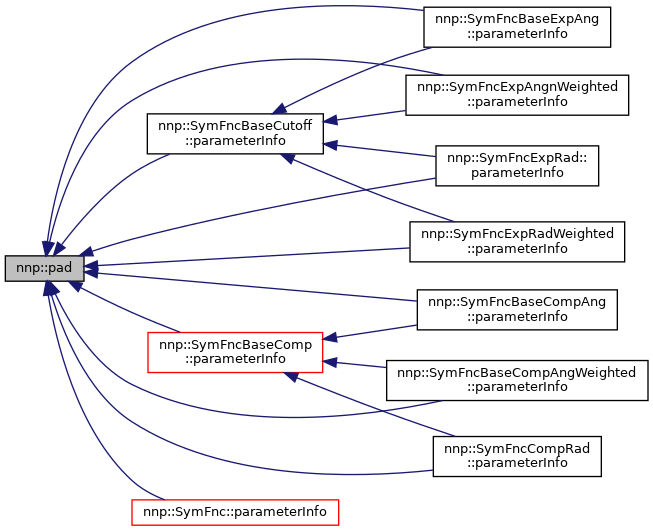 nnp::SymFncBaseExpAng
::parameterInfo
nnp::SymFncExpAngnWeighted
::parameterInfo
nnp::SymFncBaseCutoff
::parameterInfo
nnp::SymFncExpRad::
parameterInfo
nnp::SymFncExpRadWeighted
::parameterInfo
nnp::pad
nnp::SymFncBaseCompAng
::parameterInfo
nnp::SymFncBaseComp
::parameterInfo
nnp::SymFncBaseCompAngWeighted
::parameterInfo
nnp::SymFncCompRad
::parameterInfo
nnp::SymFnc::parameterInfo